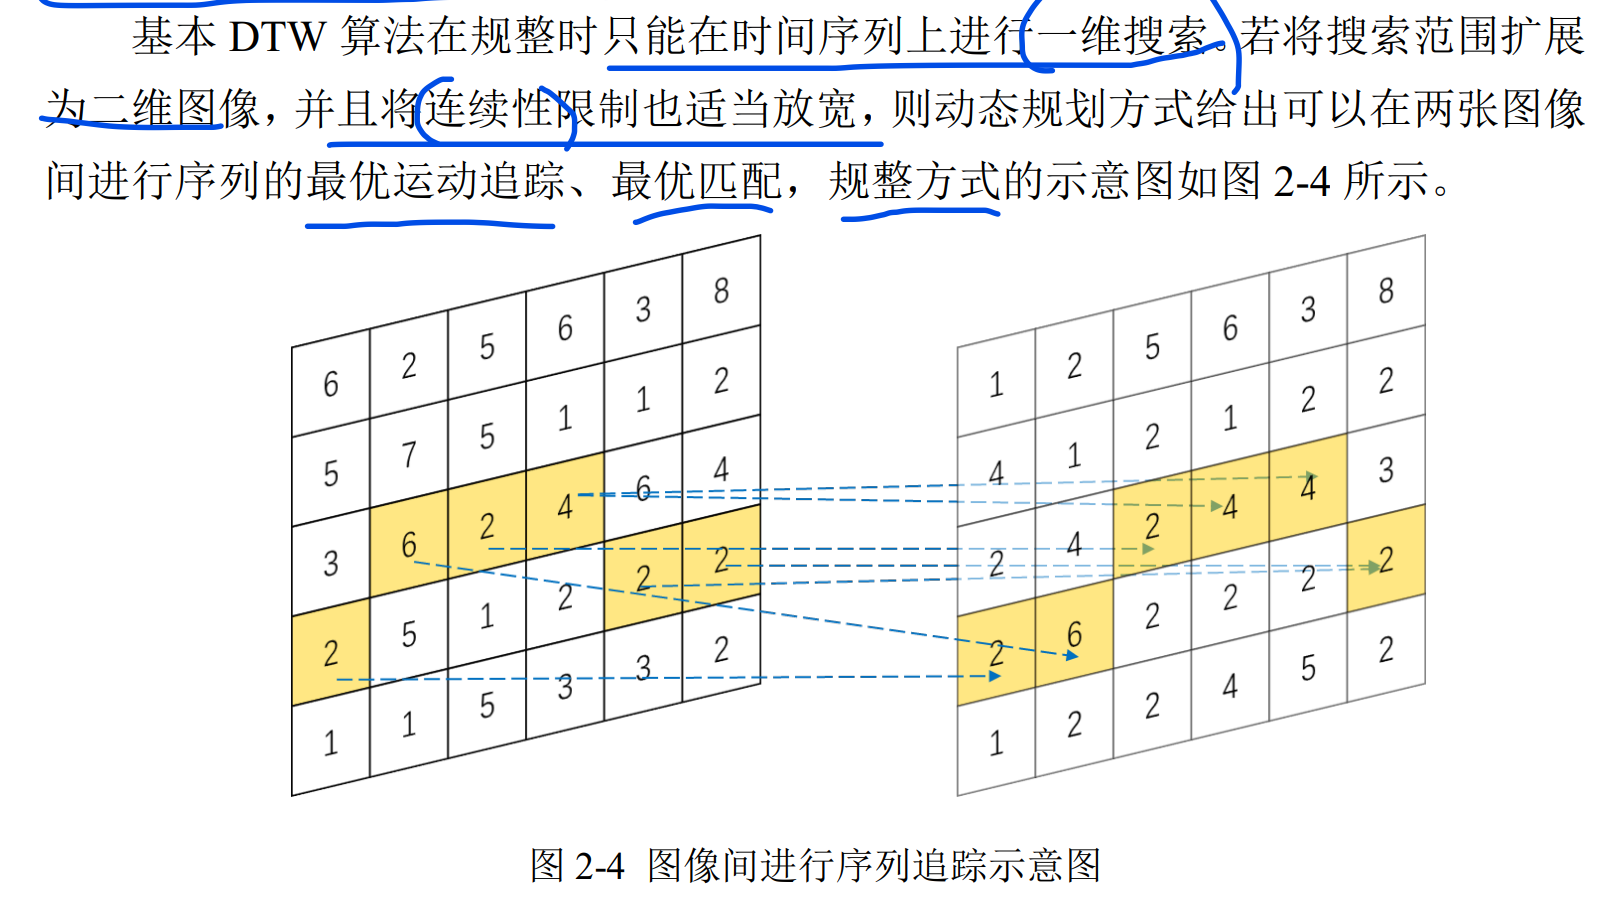 基本 DTW 算法在规整时只能在时间序列上进行一维搜索。若将搜索范围扩展
为二维图像，并且将连续性限制也适当放宽，则动态规划方式给出可以在两张图像
间进行序列的最优运动追踪、最优匹配，规整方式的示意图如图 2-4 所示。
6 2 5 6 3 8
5 7 5 1 1 2
3 6 2 4 6 4
2 5 1 2 2 2
1 1 5 3 3 2
1 2 5 6 3 8
4 1 2 1 2 2
2 4 2 4 4 3
2 6 2 2 2 2
1 2 2 4 5 2
图 2-4 图像间进行序列追踪示意图